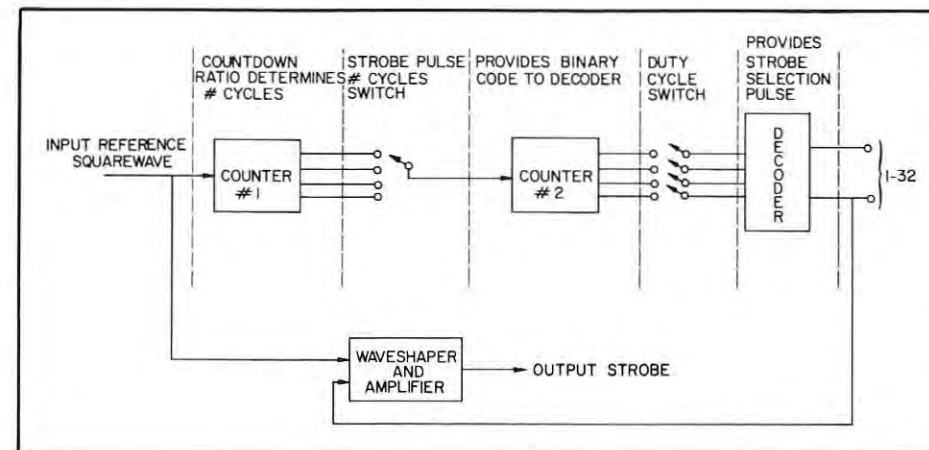 COUNTDOWN
RATIO DETERMINES
# CYCLES
STROBE PULSE
# CYCLES
SWITCH
PROVIDES BINARY
CODE TO DECODER
DUTY
CYCLE
SWITCH
PROVIDES
STROBE
SELECTION
PULSE
INPUT REFERENCE
SQUAREWAVE
COUNTER
#1
COUNTER
#2
DECODER
1-32
WAVESHAPER
AND
AMPLIFIER
OUTPUT STROBE